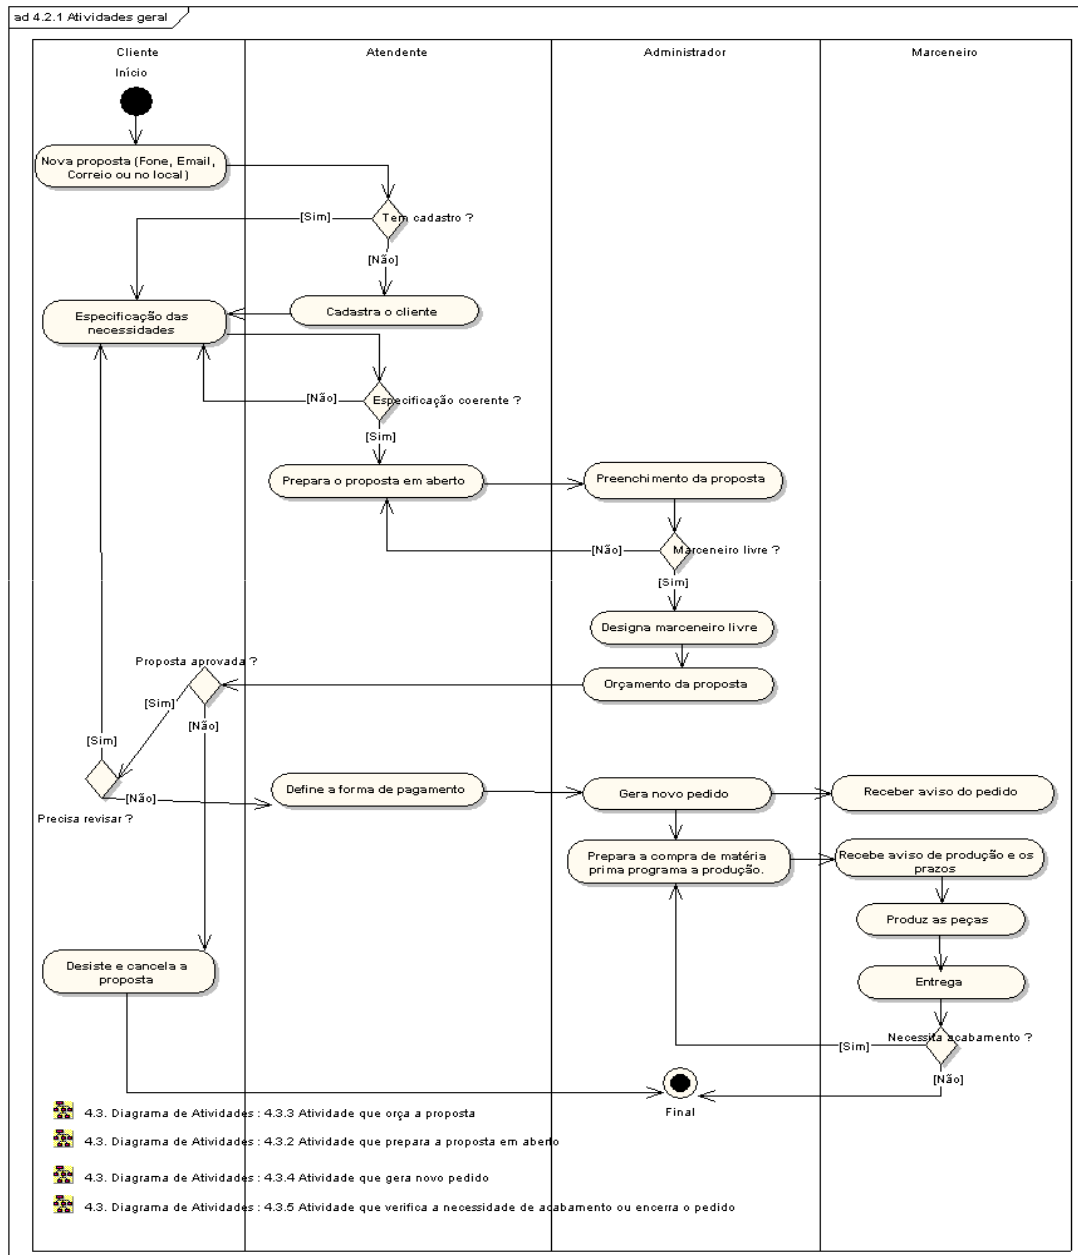 ad 4.2.1 Atividades geral
Cliente
Atendente
Administrador
Marceneiro
Início
Nova proposta (Fone, Email,
Correio ou no local)
[Sim]
Tem cadastro ?
[Não]
Especificação das
necessidades
Cadastra o cliente
[Não]
Especificação coerente ?
[Sim]
Prepara o proposta em aberto
Preenchimento da proposta
[Não]
Marceneiro livre ?
[Sim]
Designa marceneiro livre
Proposta aprovada ?
Orçamento da proposta
[Sim]
[Não]
[Sim]
[Não]
Precisa revisar ?
Define a forma de pagamento
Gera novo pedido
Receber aviso do pedido
Prepara a compra de matéria
prima programa a produção.
Recebe aviso de produção e os
prazos
Produz as peças
Desiste e cancela a
proposta
Entrega
Necessita acabamento ?
[Sim]
[Não]
Final
4.3. Diagrama de Atividades : 4.3.3 Atividade que orça a proposta
4.3. Diagrama de Atividades : 4.3.2 Atividade que prepara a proposta em aberto
4.3. Diagrama de Atividades : 4.3.4 Atividade que gera novo pedido
4.3. Diagrama de Atividades : 4.3.5 Atividade que verifica a necessidade de acabamento ou encerra o pedido